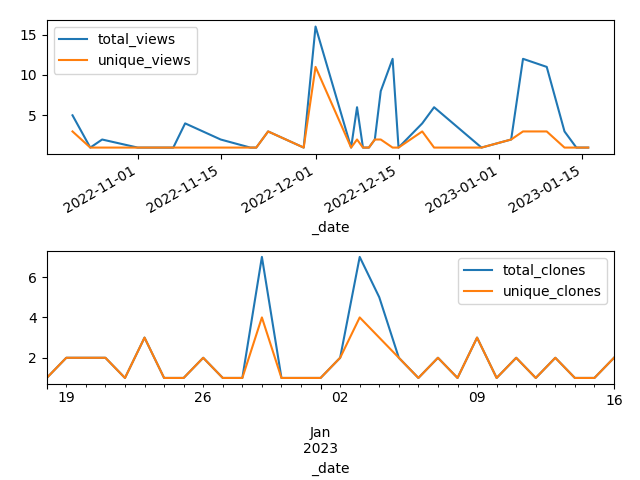 15
10
5
total_views
unique_views
2022-11-01
2022-11-15
2022-12-01
2022-12-15
2023-01-01
2023-01-15
_date
6
4
2
total_clones
unique_clones
19
26
02
09
16
Jan
2023
_date